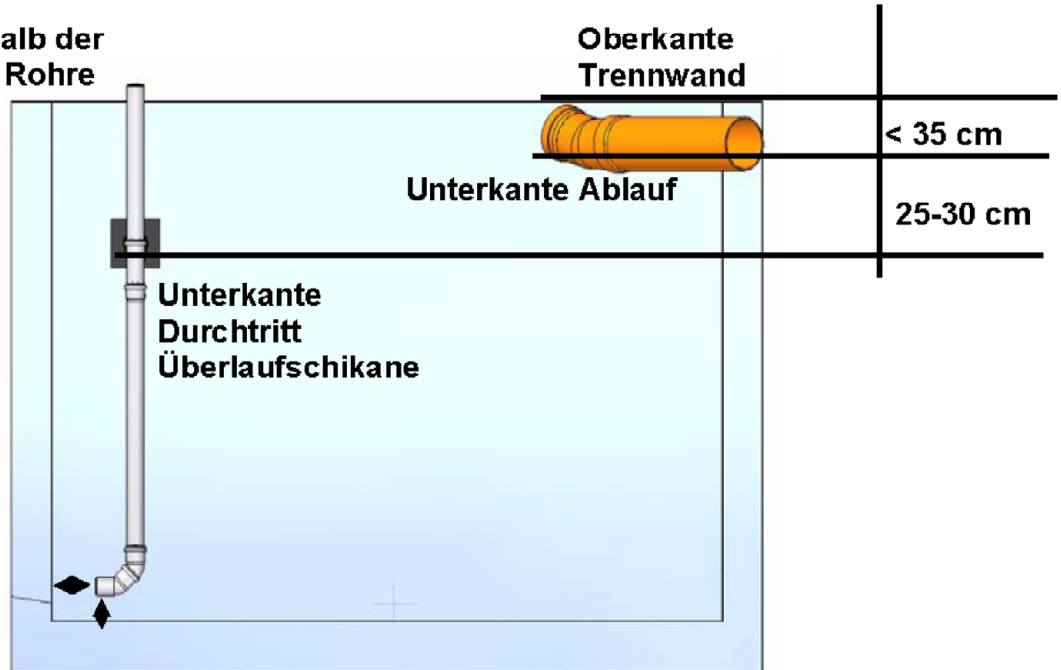 alb der
Rohre
Oberkante
Trennwand
< 35 cm
Unterkante Ablauf
25-30 cm
Unterkante
Durchtritt
Überlaufschikane